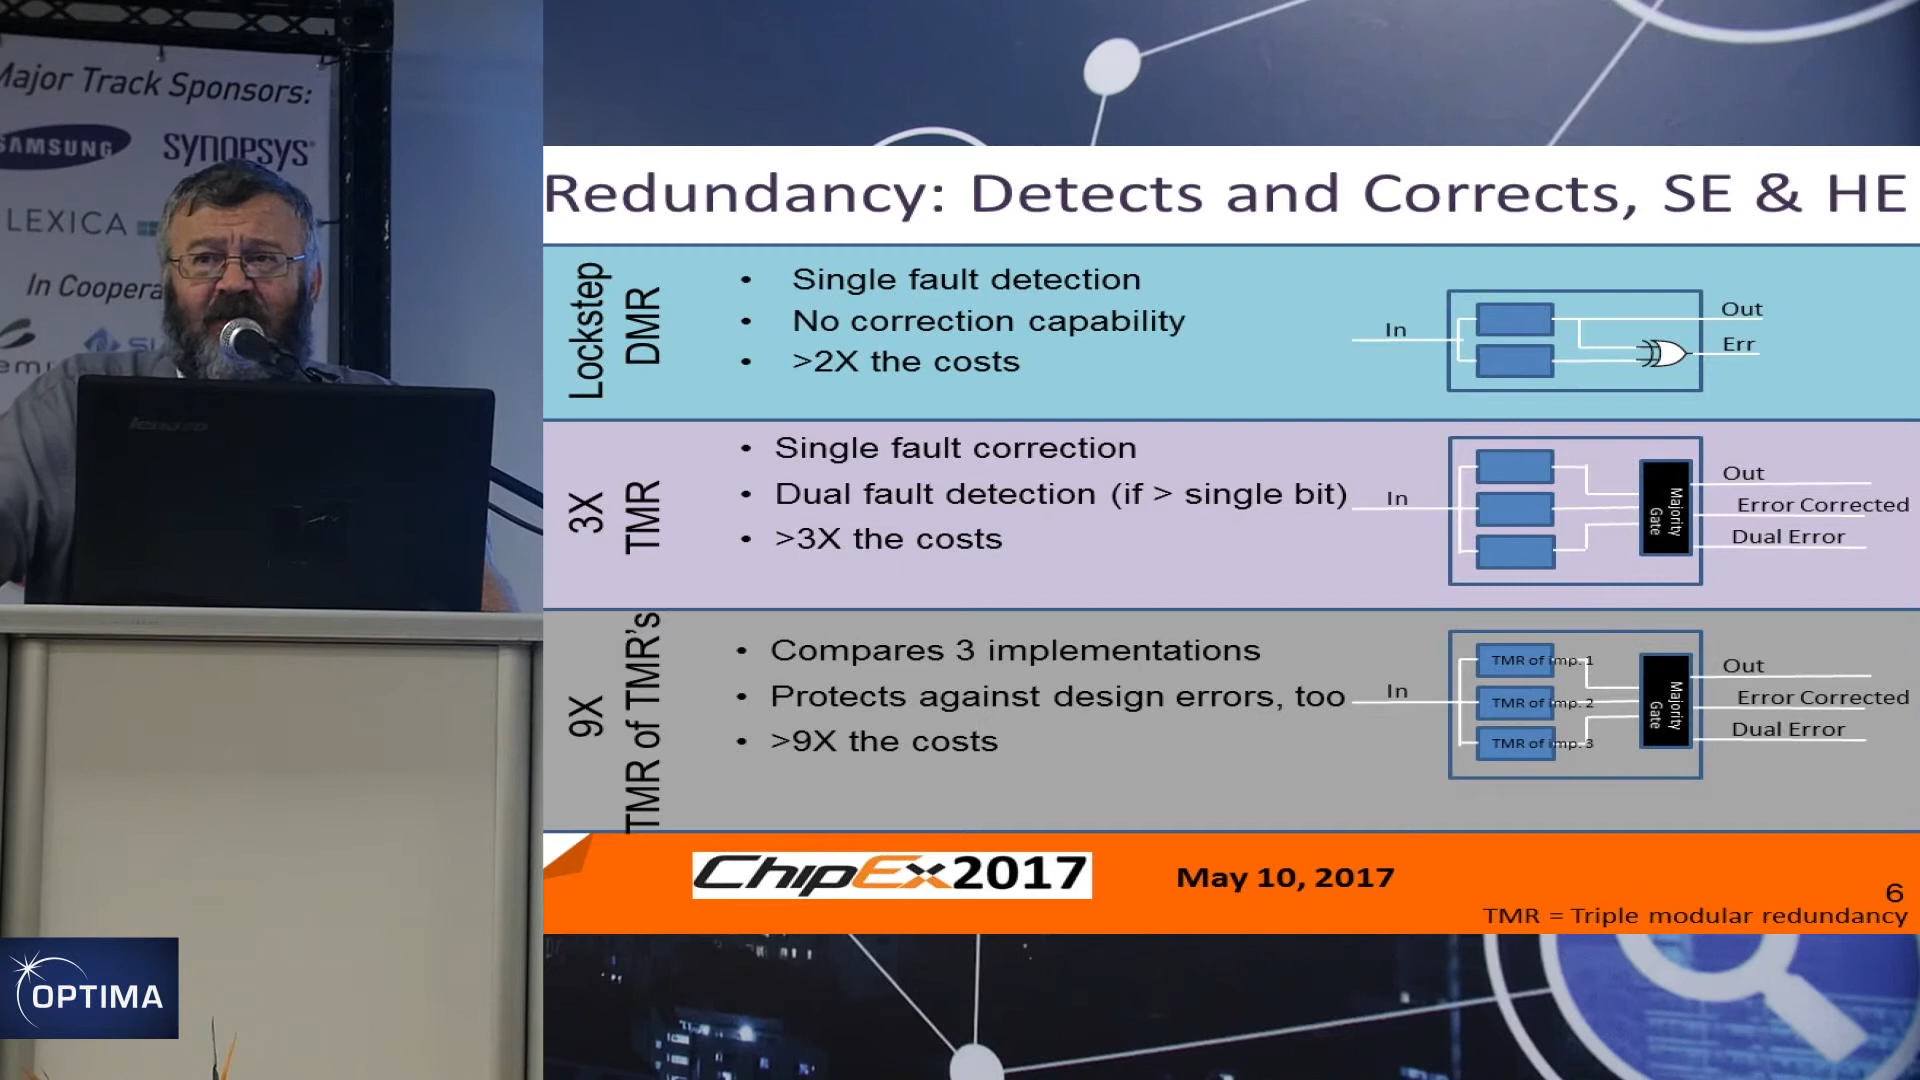 Major Track Sponsors:
SAMSUNG
SYNOPSYS
LEXICA
In Coopera
lenovo
OPTIMA
Redundancy: Detects and Corrects, SE & HE
Lockstep
DMR
• Single fault detection
• No correction capability
• >2X the costs
In
Out
Err
3X
TMR
• Single fault correction
• Dual fault detection (if > single bit)
• >3X the costs
In
Majority
Gate
Out
Error Corrected
Dual Error
9X
TMR of TMR's
• Compares 3 implementations
• Protects against design errors, too
• >9X the costs
In
TMR of imp. 1
TMR of imp. 2
TMR of imp. 3
Majority
Gate
Out
Error Corrected
Dual Error
ChipEx2017
May 10, 2017
6
TMR = Triple modular redundancy